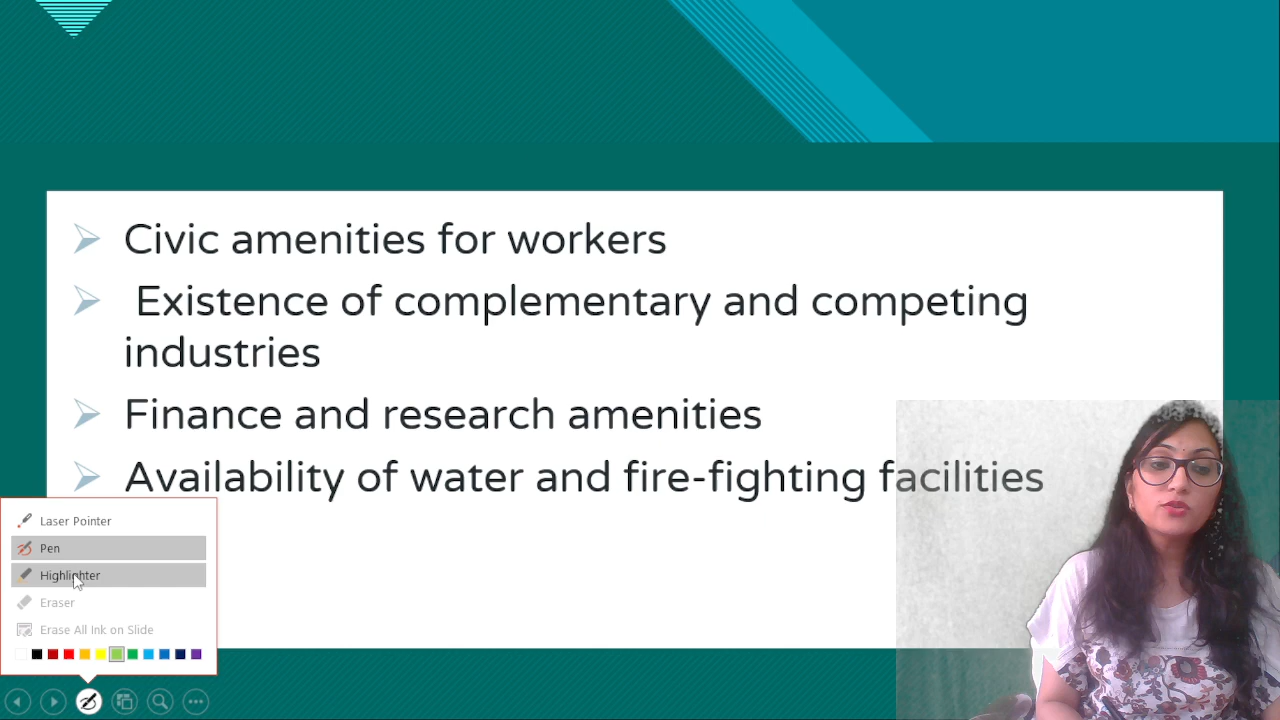 Civic amenities for workers
Existence of complementary and competing
industries
Finance and research amenities
Availability of water and fire-fighting facilities
Laser Pointer
Pen
Highlighter
Eraser
Erase All Ink on Slide